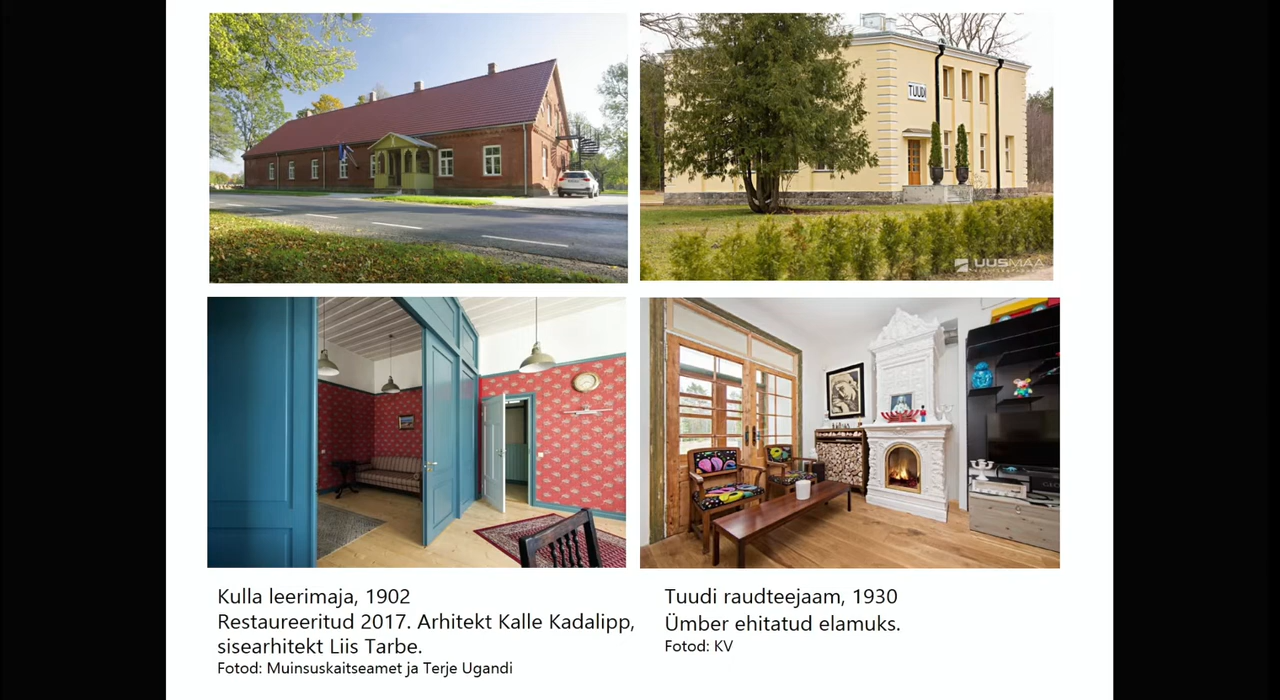 TUUDI
UUSMAA
Kulla leerimaja, 1902
Restaureeritud 2017. Arhitekt Kalle Kadalipp,
sisearhitekt Liis Tarbe.
Fotod: Muinsuskaitseamet ja Terje Ugandi
Tuudi raudteejaam, 1930
Ümber ehitatud elamuks.
Fotod: KV